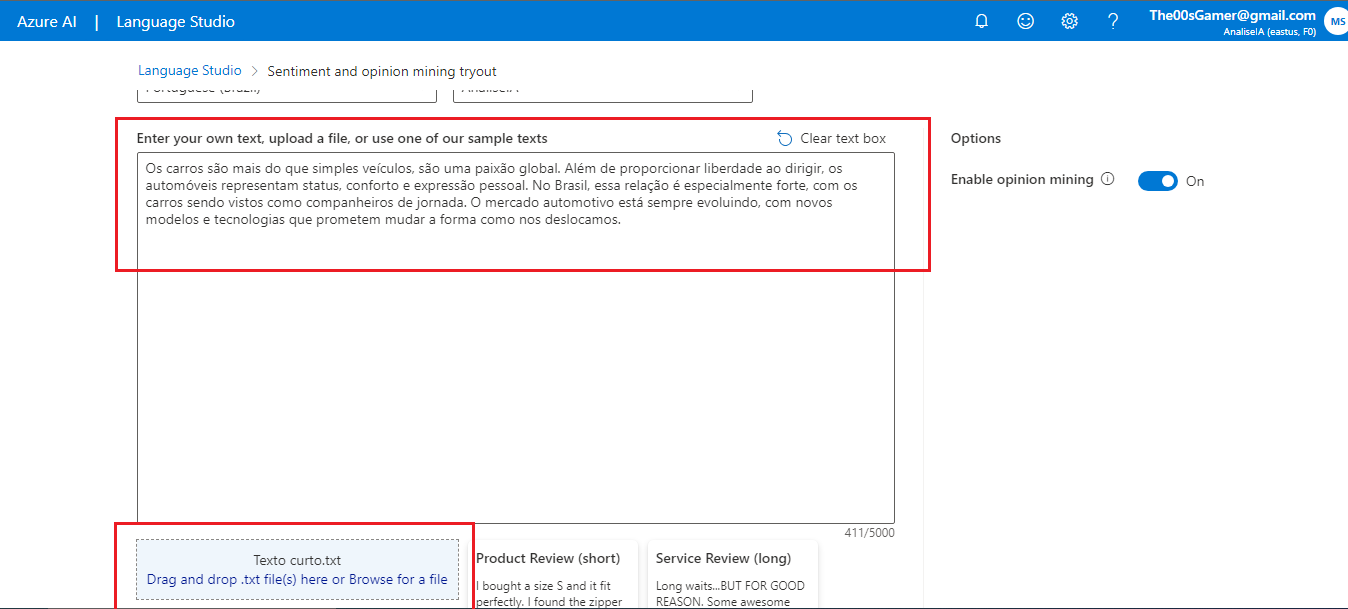 Azure AI | Language Studio
The00sGamer@gmail.com
AnaliseIA (eastus, F0)
MS
Language Studio > Sentiment and opinion mining tryout
Portuguese (Brazil)
AnaliseIA
Enter your own text, upload a file, or use one of our sample texts
Clear text box
Os carros são mais do que simples veículos, são uma paixão global. Além de proporcionar liberdade ao dirigir, os
automóveis representam status, conforto e expressão pessoal. No Brasil, essa relação é especialmente forte, com os
carros sendo vistos como companheiros de jornada. O mercado automotivo está sempre evoluindo, com novos
modelos e tecnologias que prometem mudar a forma como nos deslocamos.
411/5000
Options
Enable opinion mining
On
Texto curto.txt
Drag and drop .txt file(s) here or Browse for a file
Product Review (short)
I bought a size S and it fit
perfectly. I found the zipper
Service Review (long)
Long waits...BUT FOR GOOD
REASON. Some awesome